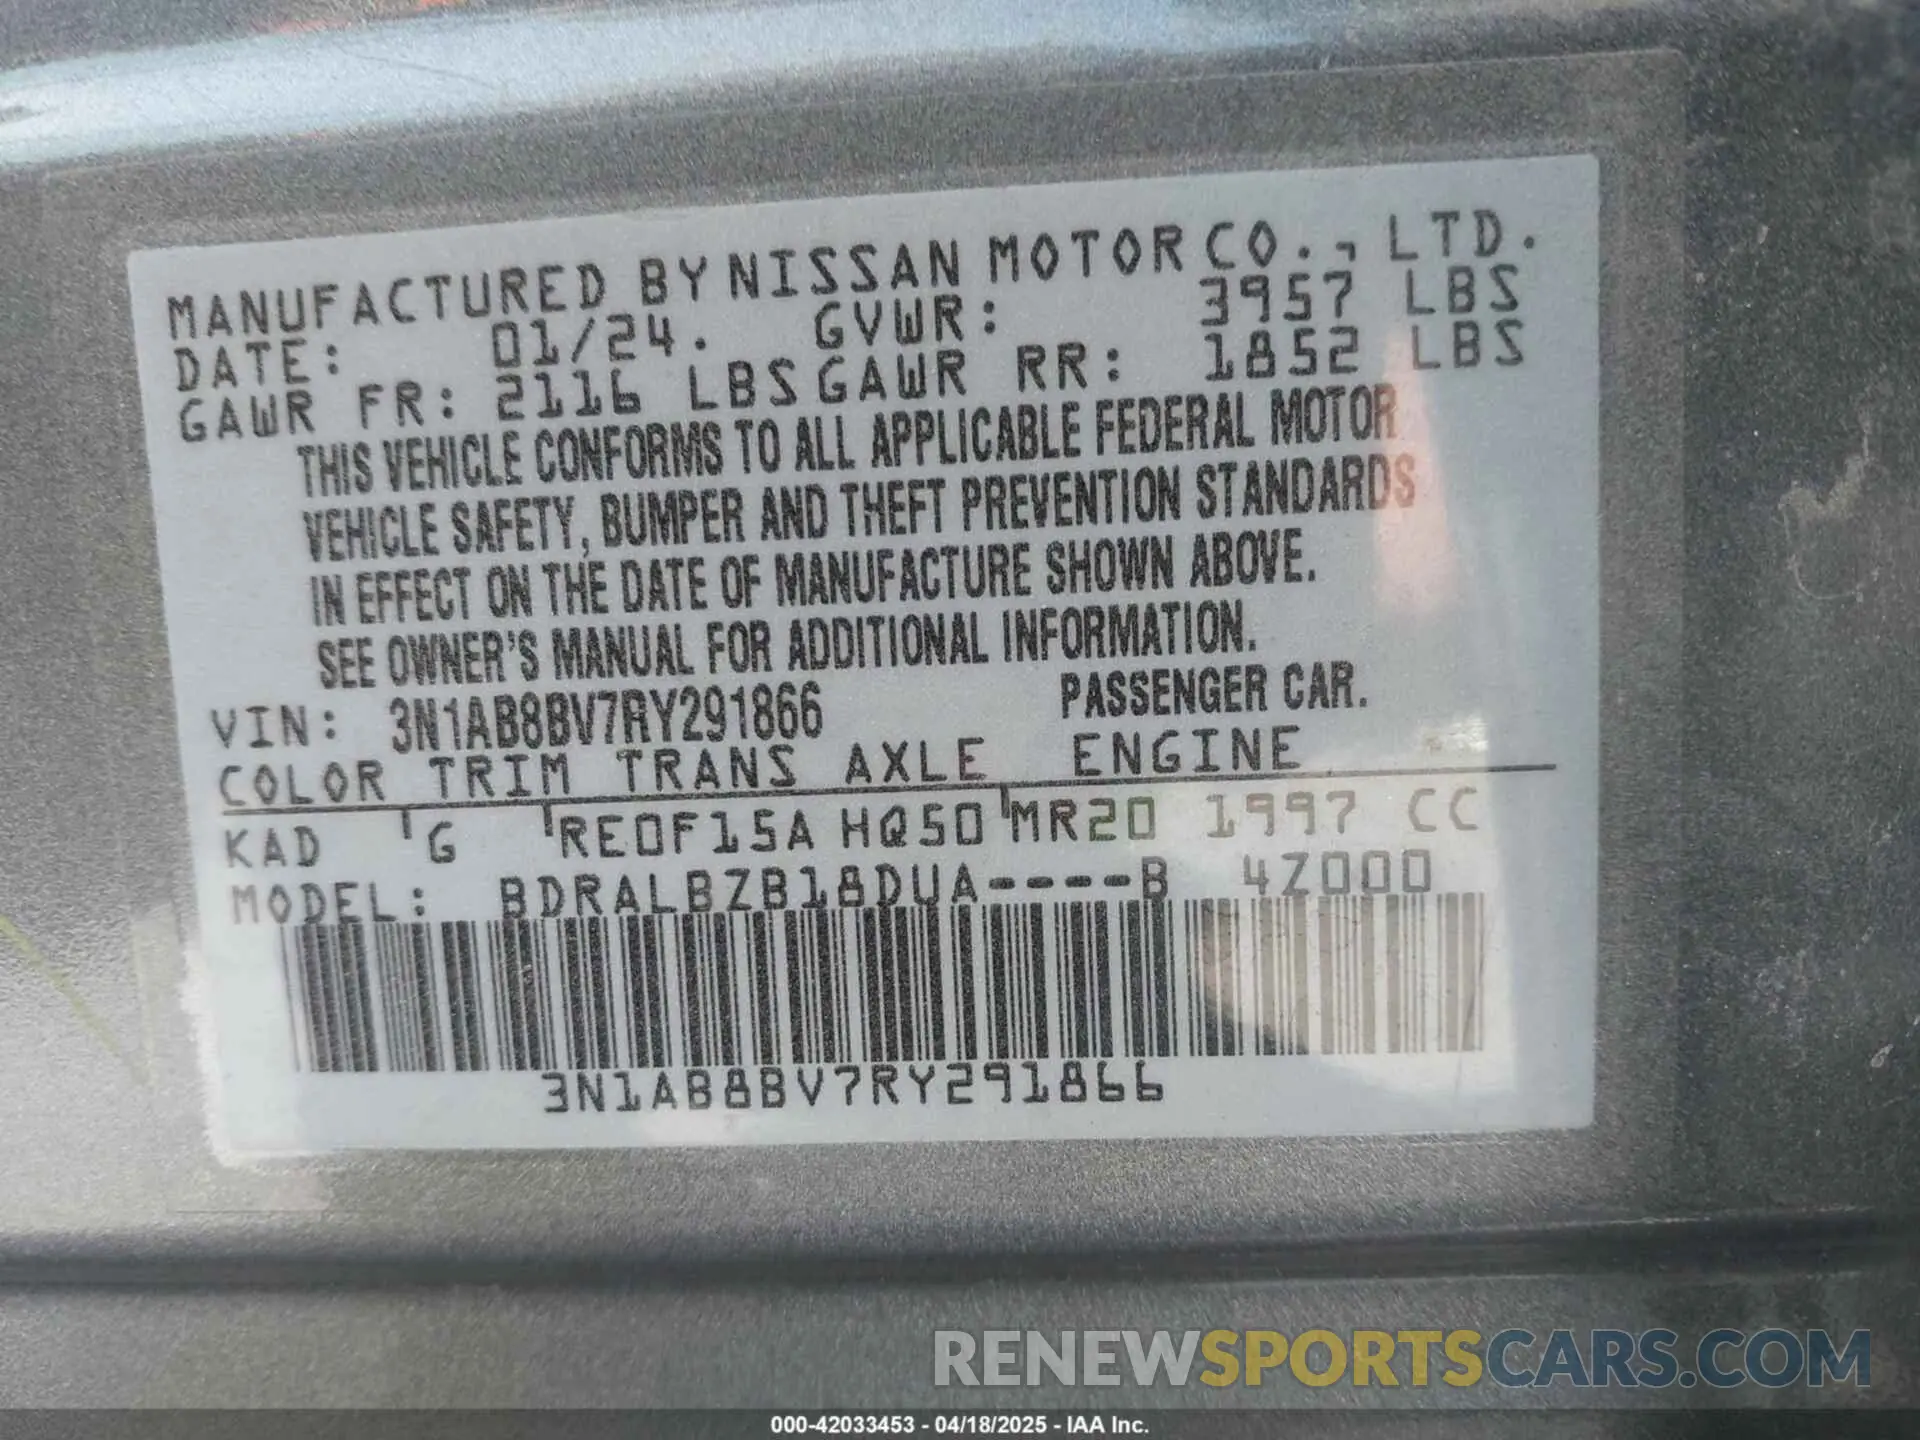 MANUFACTURED BY NISSAN MOTOR CO., LTD.
DATE: 01/24. GVWR: 3957 LBS
GAWR FR: 2116 LBS GAWR RR: 1852 LBS
THIS VEHICLE CONFORMS TO ALL APPLICABLE FEDERAL MOTOR
VEHICLE SAFETY, BUMPER AND THEFT PREVENTION STANDARDS
IN EFFECT ON THE DATE OF MANUFACTURE SHOWN ABOVE.
SEE OWNER'S MANUAL FOR ADDITIONAL INFORMATION.
VIN: 3N1AB8BV7RY291866 PASSENGER CAR.
COLOR TRIM TRANS AXLE ENGINE
KAD G RE0F15A HQ50 MR20 1997 CC
MODEL: BDRALBZB18DUA----B 4Z000
3N1AB8BV7RY291866
RENEWSPORTSCARS.COM
000-42033453 - 04/18/2025 - IAA Inc.